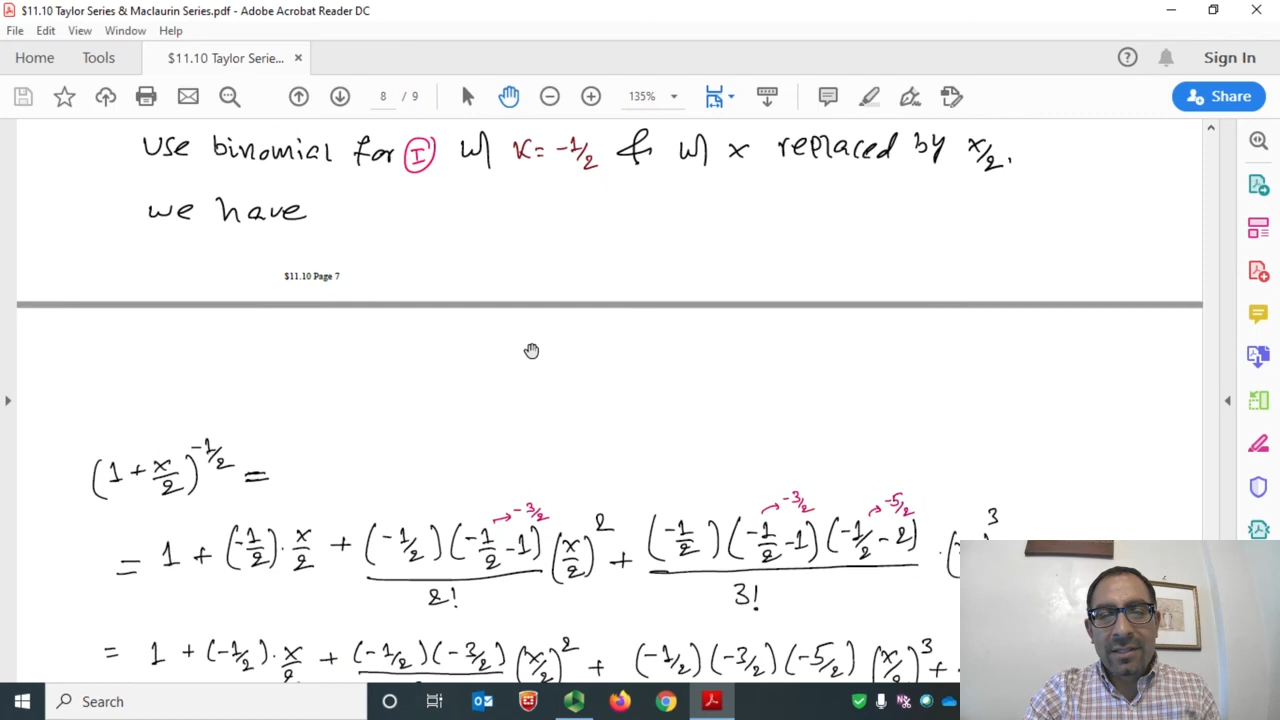 $11.10 Taylor Series & Maclaurin Series.pdf - Adobe Acrobat Reader DC
File Edit View Window Help
Home Tools $11.10 Taylor Serie... × Sign In
8 / 9 135% Share
Use binomial for (I) w/ K = -1/2 & w/ x replaced by x/2.
we have
$11.10 Page 7
(1 + x/2)^(-1/2) =
→ -3/2 → -3/2 → -5/2
= 1 + (-1/2) · x/2 + (-1/2)(-1/2 - 1)/2! (x/2)^2 + (-1/2)(-1/2 - 1)(-1/2 - 2)/3! · (
= 1 + (-1/2) · x/2 + (-1/2)(-3/2) (x/2)^2 + (-1/2)(-3/2)(-5/2) (x/2)^3 +
Search